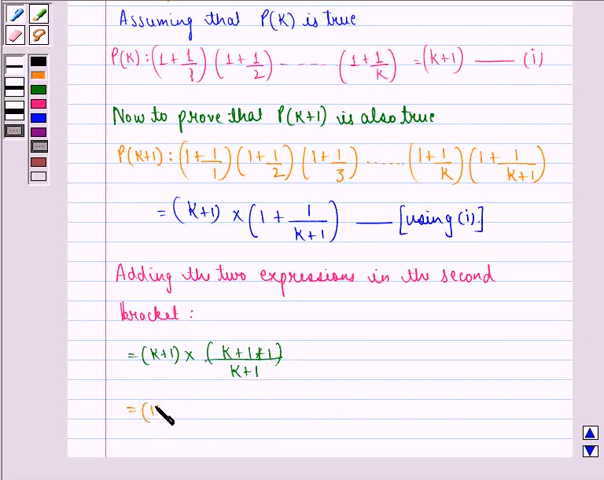 Assuming that P(K) is true
P(K) : (1 + 1/1) (1 + 1/2) ------- (1 + 1/K) = (K+1) —— (i)
Now to prove that P(K+1) is also true
P(K+1) : (1 + 1/1) (1 + 1/2) (1 + 1/3) ...... (1 + 1/K) (1 + 1/K+1)
= (K+1) × (1 + 1/K+1) —— [using (i)]
Adding the two expressions in the second
bracket :
= (K+1) × (K+1+1)/K+1
= (